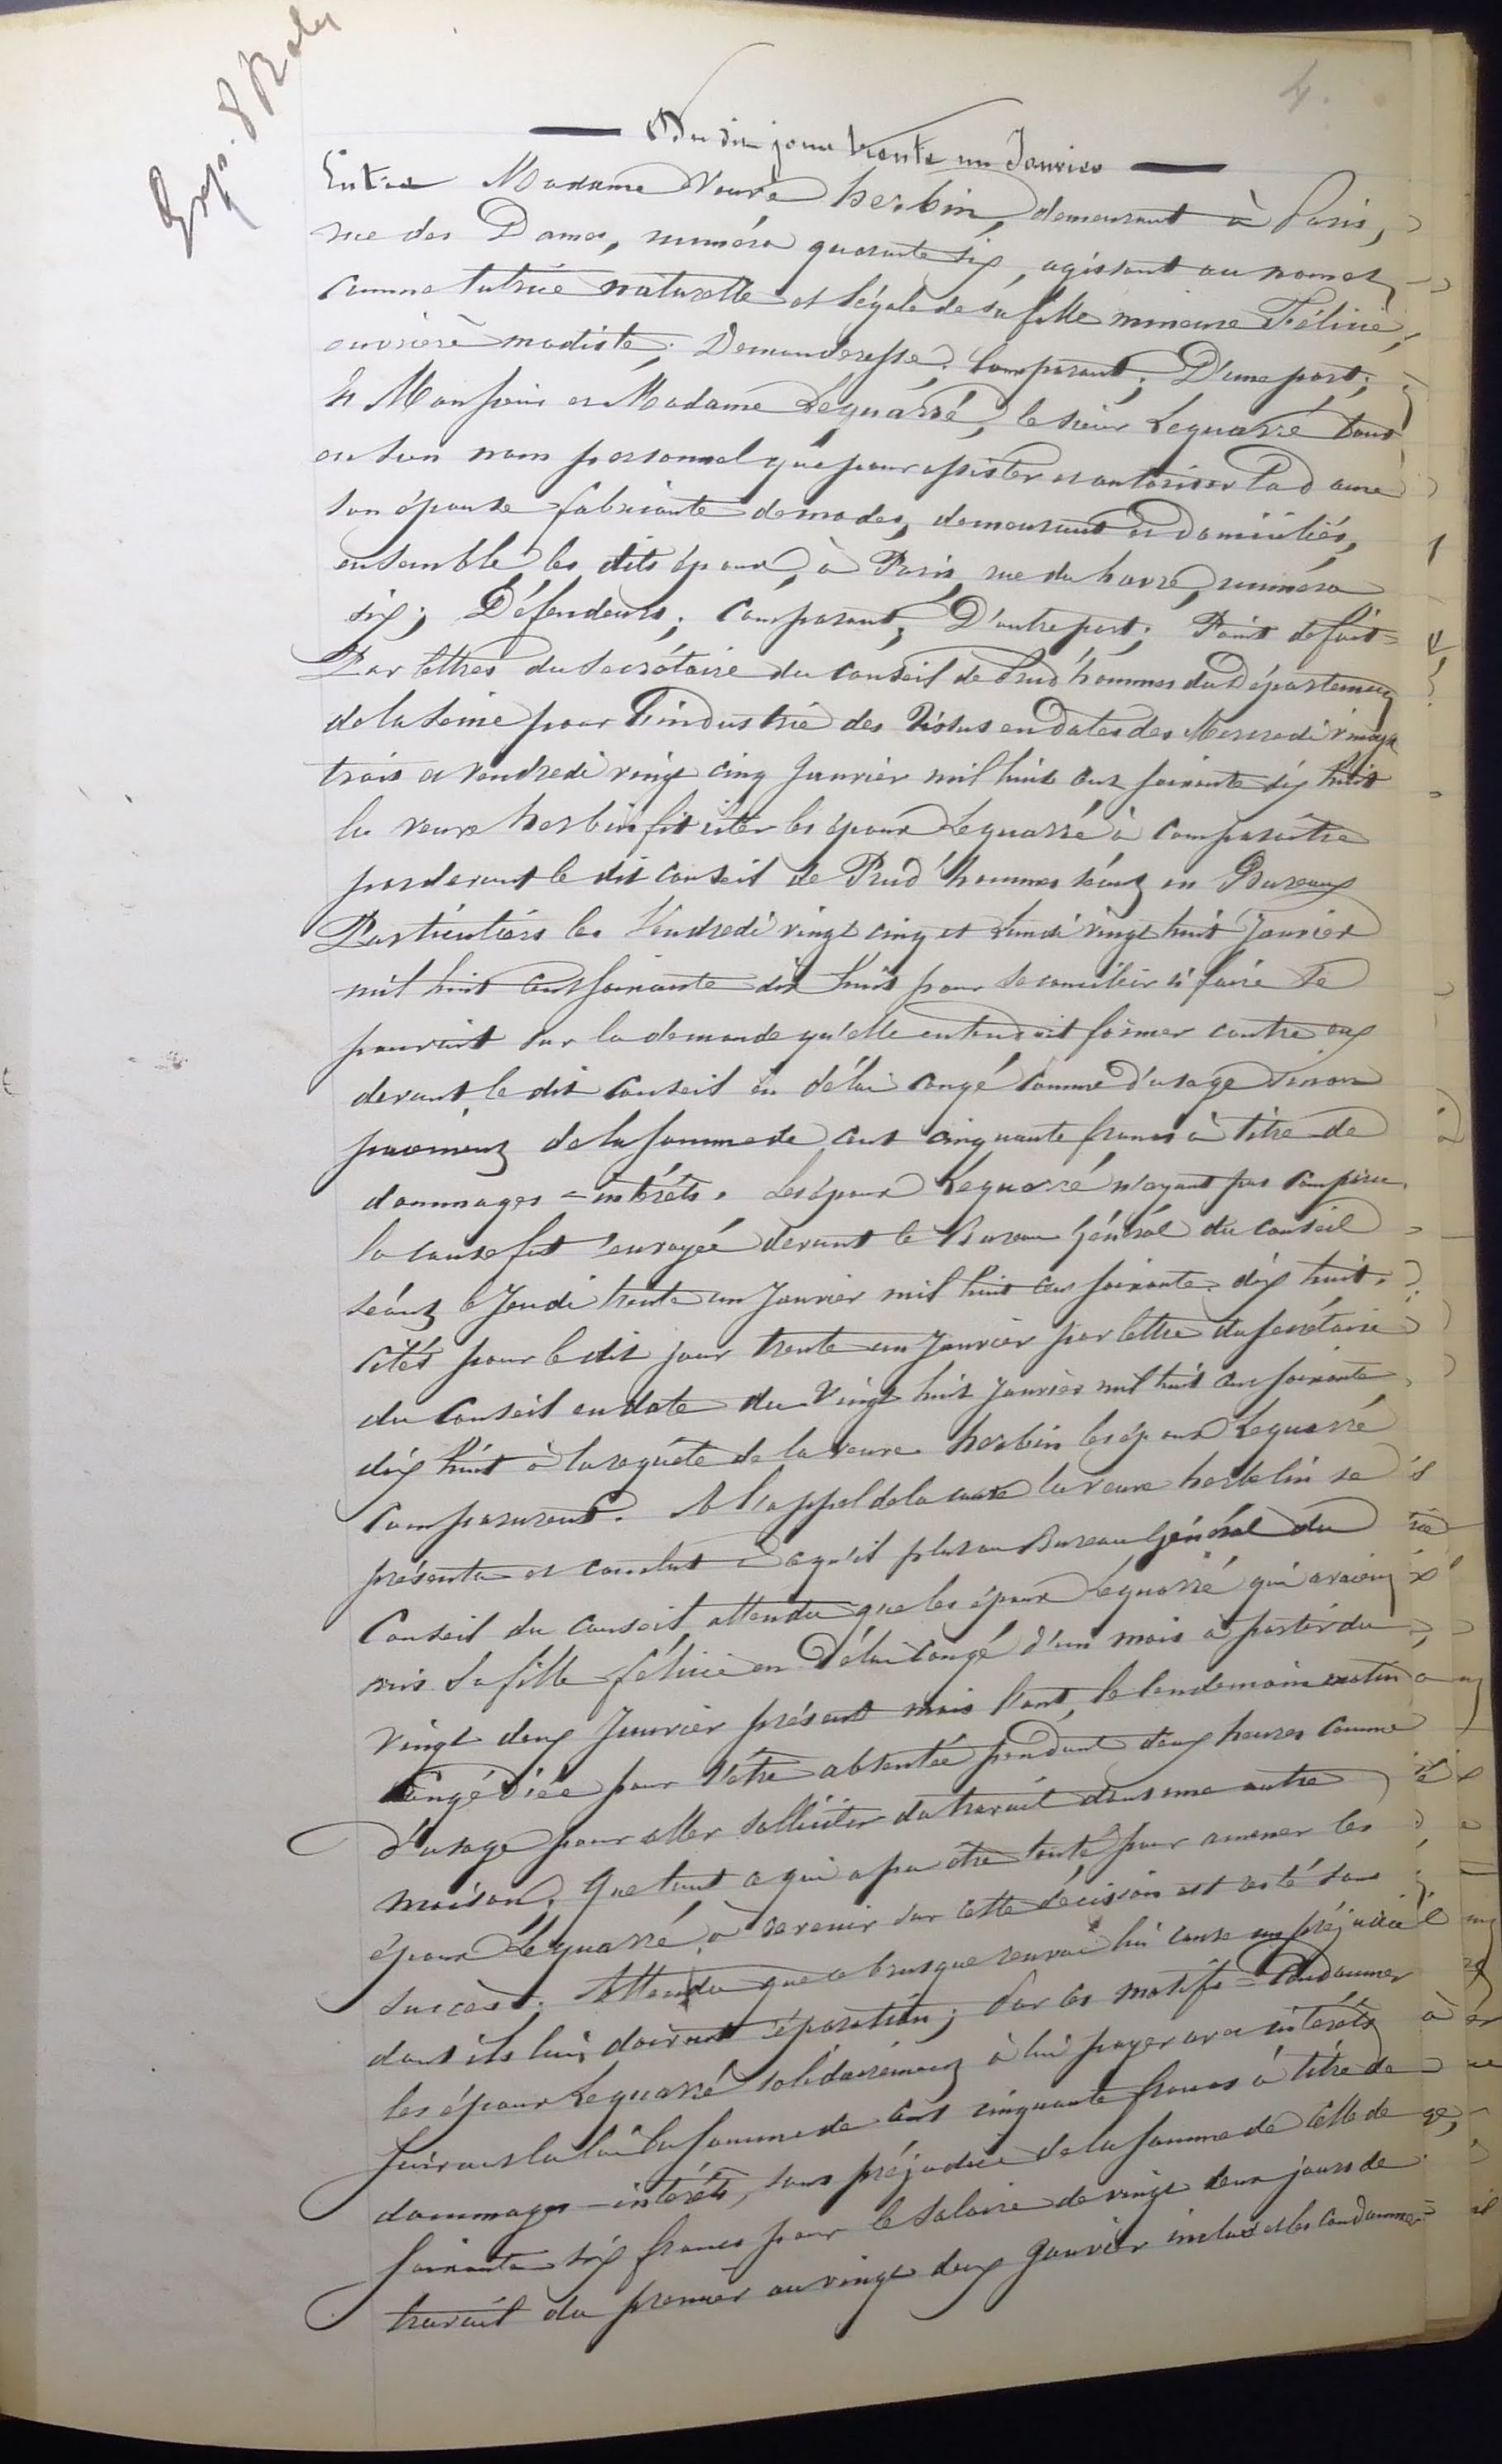 4.
Du dit jour trente un Janvier
Entre Madame Veuve herbin, demeurant à Paris,
rue des Dames, numéro quarante six, agissant au nom et
comme tutrice naturelle et légale de sa fille mineure Félicie,
ouvrière modiste; Demanderesse; Comparant; D'une part;
Et Monsieur et Madame Lequarré, le sieur Lequarré tant
en son nom personnel que pour assister et autoriser la dame
son épouse fabricante de modes, demeurant et domiciliés,
ensemble les dits époux, à Paris, rue du havre, numéro
six; Défendeurs; Comparant; D'autre part; Point de fait =
Par lettres du secrétaire du Conseil de Prud'hommes du Département
de la Seine pour l'industrie des Tissus en dates des Mercredi vingt
trois et Vendredi vingt cinq Janvier mil huit cent soixante dix huit
la veuve herbin fit citer les époux Lequarré à comparaître
pardevant le dit Conseil de Prud'hommes séant en Bureaux
Particuliers les Vendredi vingt cinq et Lundi vingt huit Janvier
mil huit cent soixante dix huit pour se concilier si faire se
pouvait sur la demande qu'elle entendait former contre eux
devant le dit Conseil en délai congé comme d'usage sinon
paiement de la somme de cent cinquante francs à titre de
dommages = intérêts. Les époux Lequarré n'ayant pas comparu
la cause fut renvoyée devant le Bureau Général du Conseil
séant le Jeudi trente un Janvier mil huit cent soixante dix huit.
Cités pour le dit jour trente un Janvier par lettre du secrétaire
du Conseil en date du vingt huit Janvier mil huit cent soixante
dix huit à la requête de la veuve herbin les époux Lequarré
comparurent. A l'appel de la cause la veuve herbelin se
présenta et conclut à ce qu'il plut au Bureau Général du
Conseil du Conseil attendu que les époux Lequarré qui avaient
mis sa fille félicie en délai congé d'un mois à partir du
vingt deux Janvier présent mois l'ont, le lendemain matin
congédiée pour s'être absentée pendant deux heures comme
d'usage pour aller solliciter du travail dans une autre
maison; Que tout ce qui a pu être tenté pour amener les
époux Lequarré à revenir sur cette décision est resté sans
succès; Attendu que ce brusque renvoi lui cause un préjudice
dont ils lui doivent réparation; Par ces motifs = Condamner
les époux Lequarré solidairement à lui payer avec intérêts
suivant la loi la somme de cent cinquante francs à titre de
dommages = intérêts, sans préjudice de la somme de celle de
soixante six francs pour le salaire de vingt deux jours de
travail du premier au vingt deux Janvier inclus et les condamner